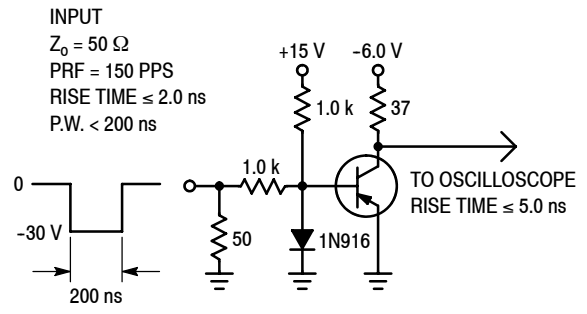 INPUT
Zo = 50 Ω
PRF = 150 PPS
RISE TIME ≤ 2.0 ns
P.W. < 200 ns
+15 V
-6.0 V
1.0 k
37
1.0 k
0
TO OSCILLOSCOPE
RISE TIME ≤ 5.0 ns
-30 V
50
1N916
200 ns